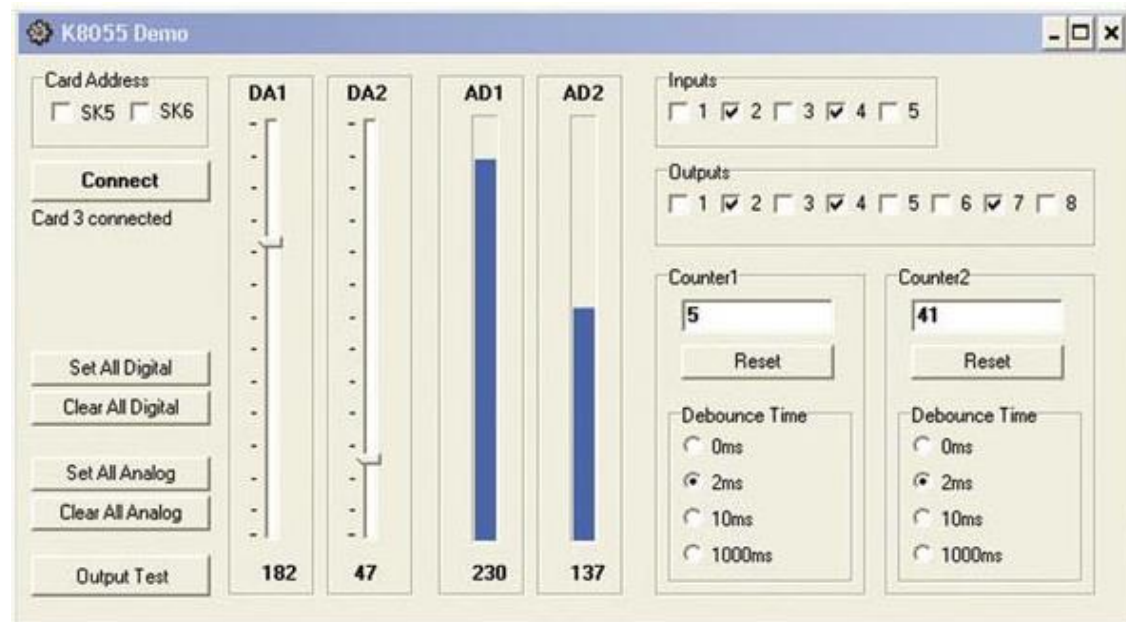 K8055 Demo
Card Address
SK5 SK6
Connect
Card 3 connected
Set All Digital
Clear All Digital
Set All Analog
Clear All Analog
Output Test
DA1
182
DA2
47
AD1
230
AD2
137
Inputs
1 2 3 4 5
Outputs
1 2 3 4 5 6 7 8
Counter1
5
Reset
Debounce Time
0ms
2ms
10ms
1000ms
Counter2
41
Reset
Debounce Time
0ms
2ms
10ms
1000ms